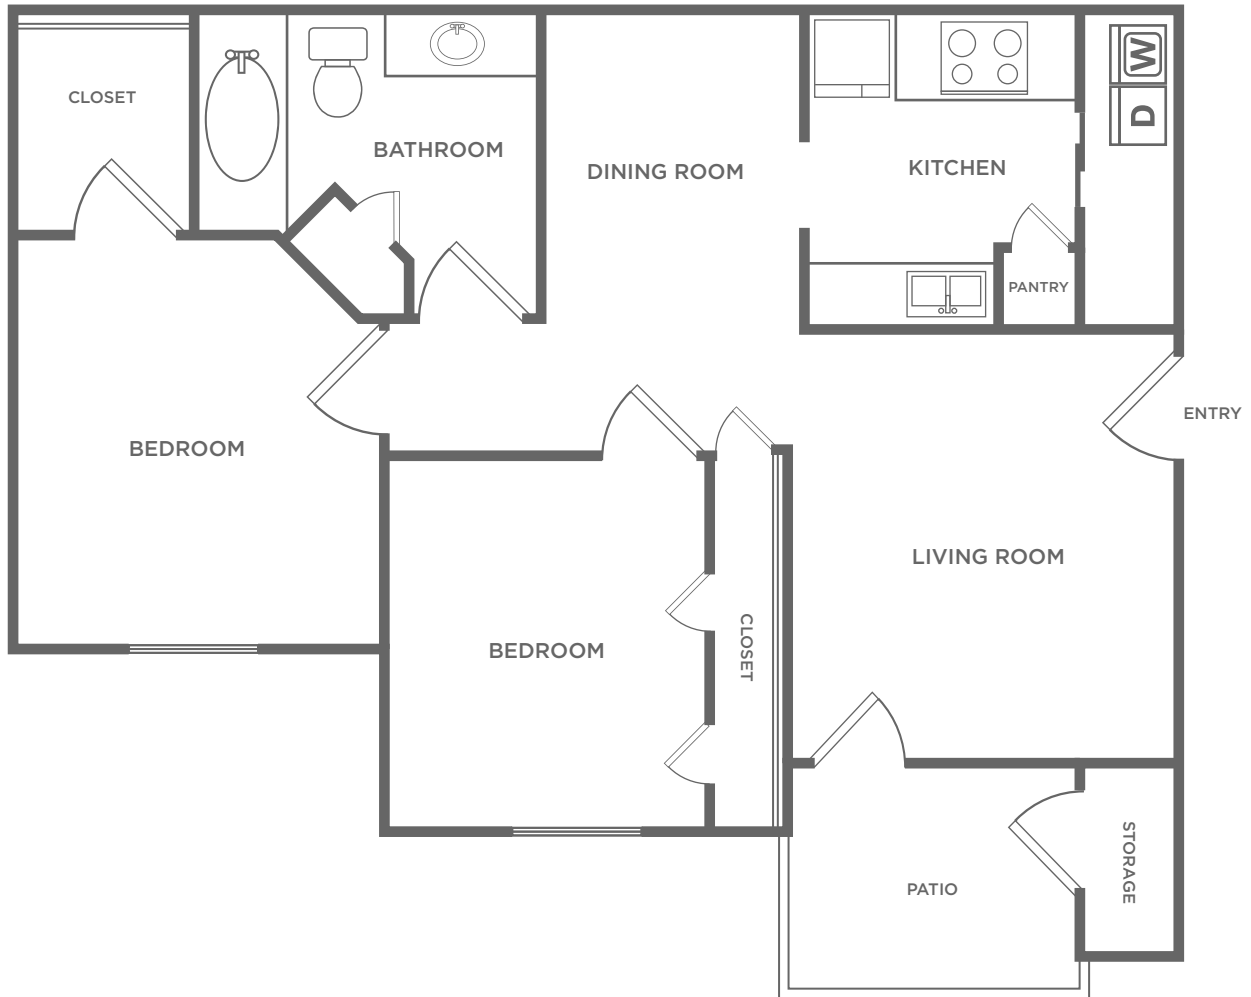 CLOSET
BATHROOM
DINING ROOM
KITCHEN
W
D
PANTRY
ENTRY
BEDROOM
LIVING ROOM
BEDROOM
CLOSET
PATIO
STORAGE